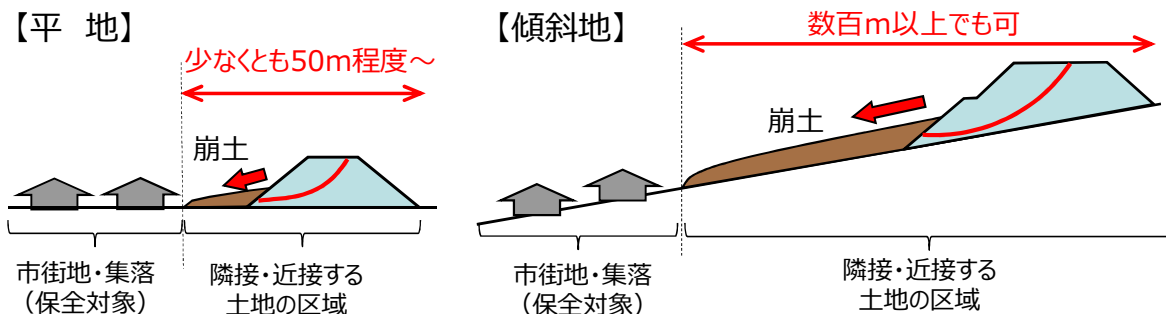 【平　地】
少なくとも50m程度～
崩土
市街地・集落
（保全対象）
隣接・近接する
土地の区域
【傾斜地】
数百m以上でも可
崩土
市街地・集落
（保全対象）
隣接・近接する
土地の区域